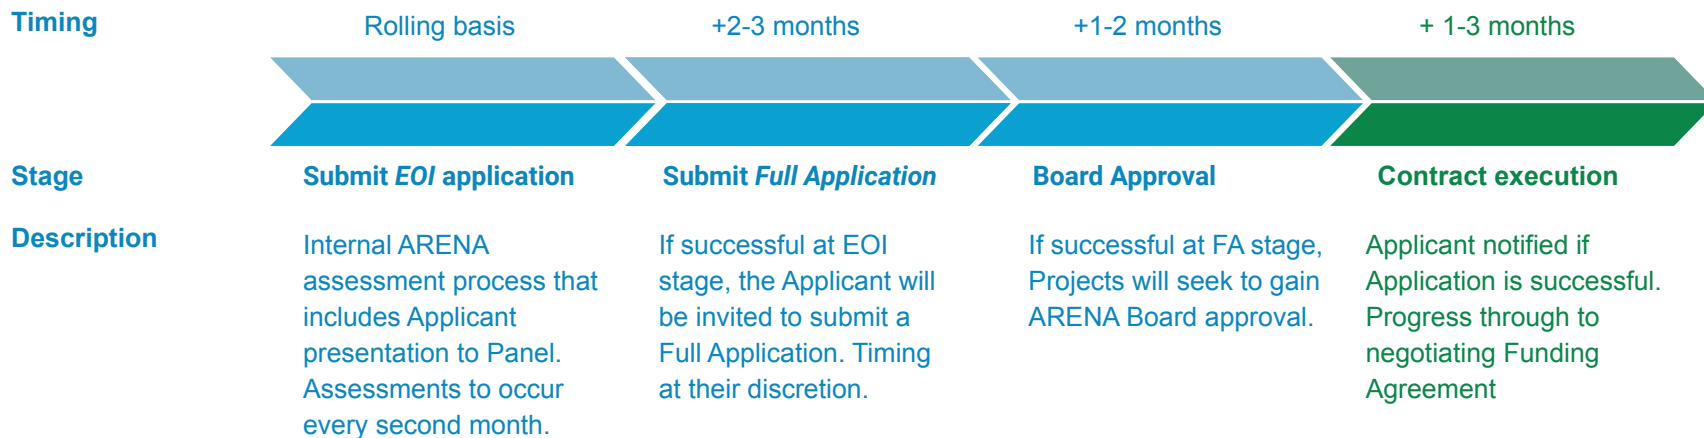 Timing
Rolling basis
+2-3 months
+1-2 months
+ 1-3 months
Stage
Submit EOI application
Submit Full Application
Board Approval
Contract execution
Description
Internal ARENA
assessment process that
includes Applicant
presentation to Panel.
Assessments to occur
every second month.
If successful at EOI
stage, the Applicant will
be invited to submit a
Full Application. Timing
at their discretion.
If successful at FA stage,
Projects will seek to gain
ARENA Board approval.
Applicant notified if
Application is successful.
Progress through to
negotiating Funding
Agreement